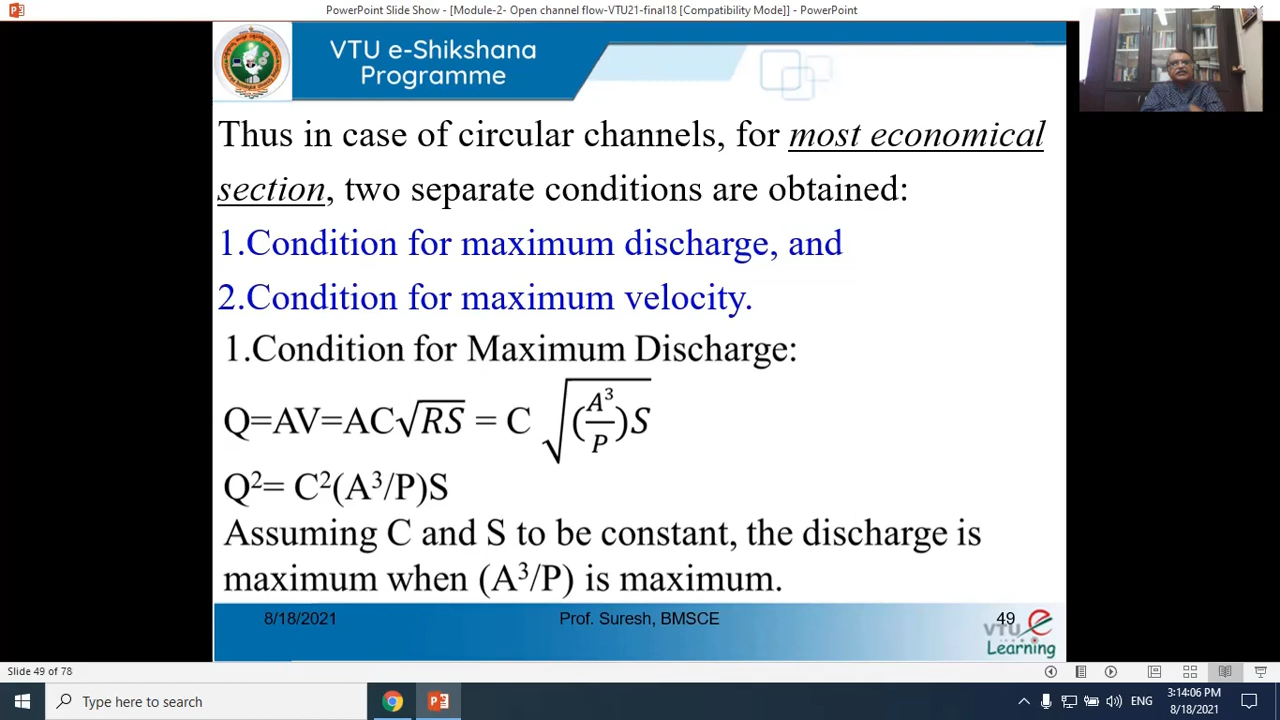 PowerPoint Slide Show - [Module-2- Open channel flow-VTU21-final18 [Compatibility Mode]] - PowerPoint
VTU e-Shikshana
Programme
Thus in case of circular channels, for most economical
section, two separate conditions are obtained:
1.Condition for maximum discharge, and
2.Condition for maximum velocity.
1.Condition for Maximum Discharge:
Q=AV=AC√RS = C √(A³/P)S
Q²= C²(A³/P)S
Assuming C and S to be constant, the discharge is
maximum when (A³/P) is maximum.
8/18/2021 Prof. Suresh, BMSCE 49
VTU e
Learning
Slide 49 of 78
Type here to search
ENG
3:14:06 PM
8/18/2021